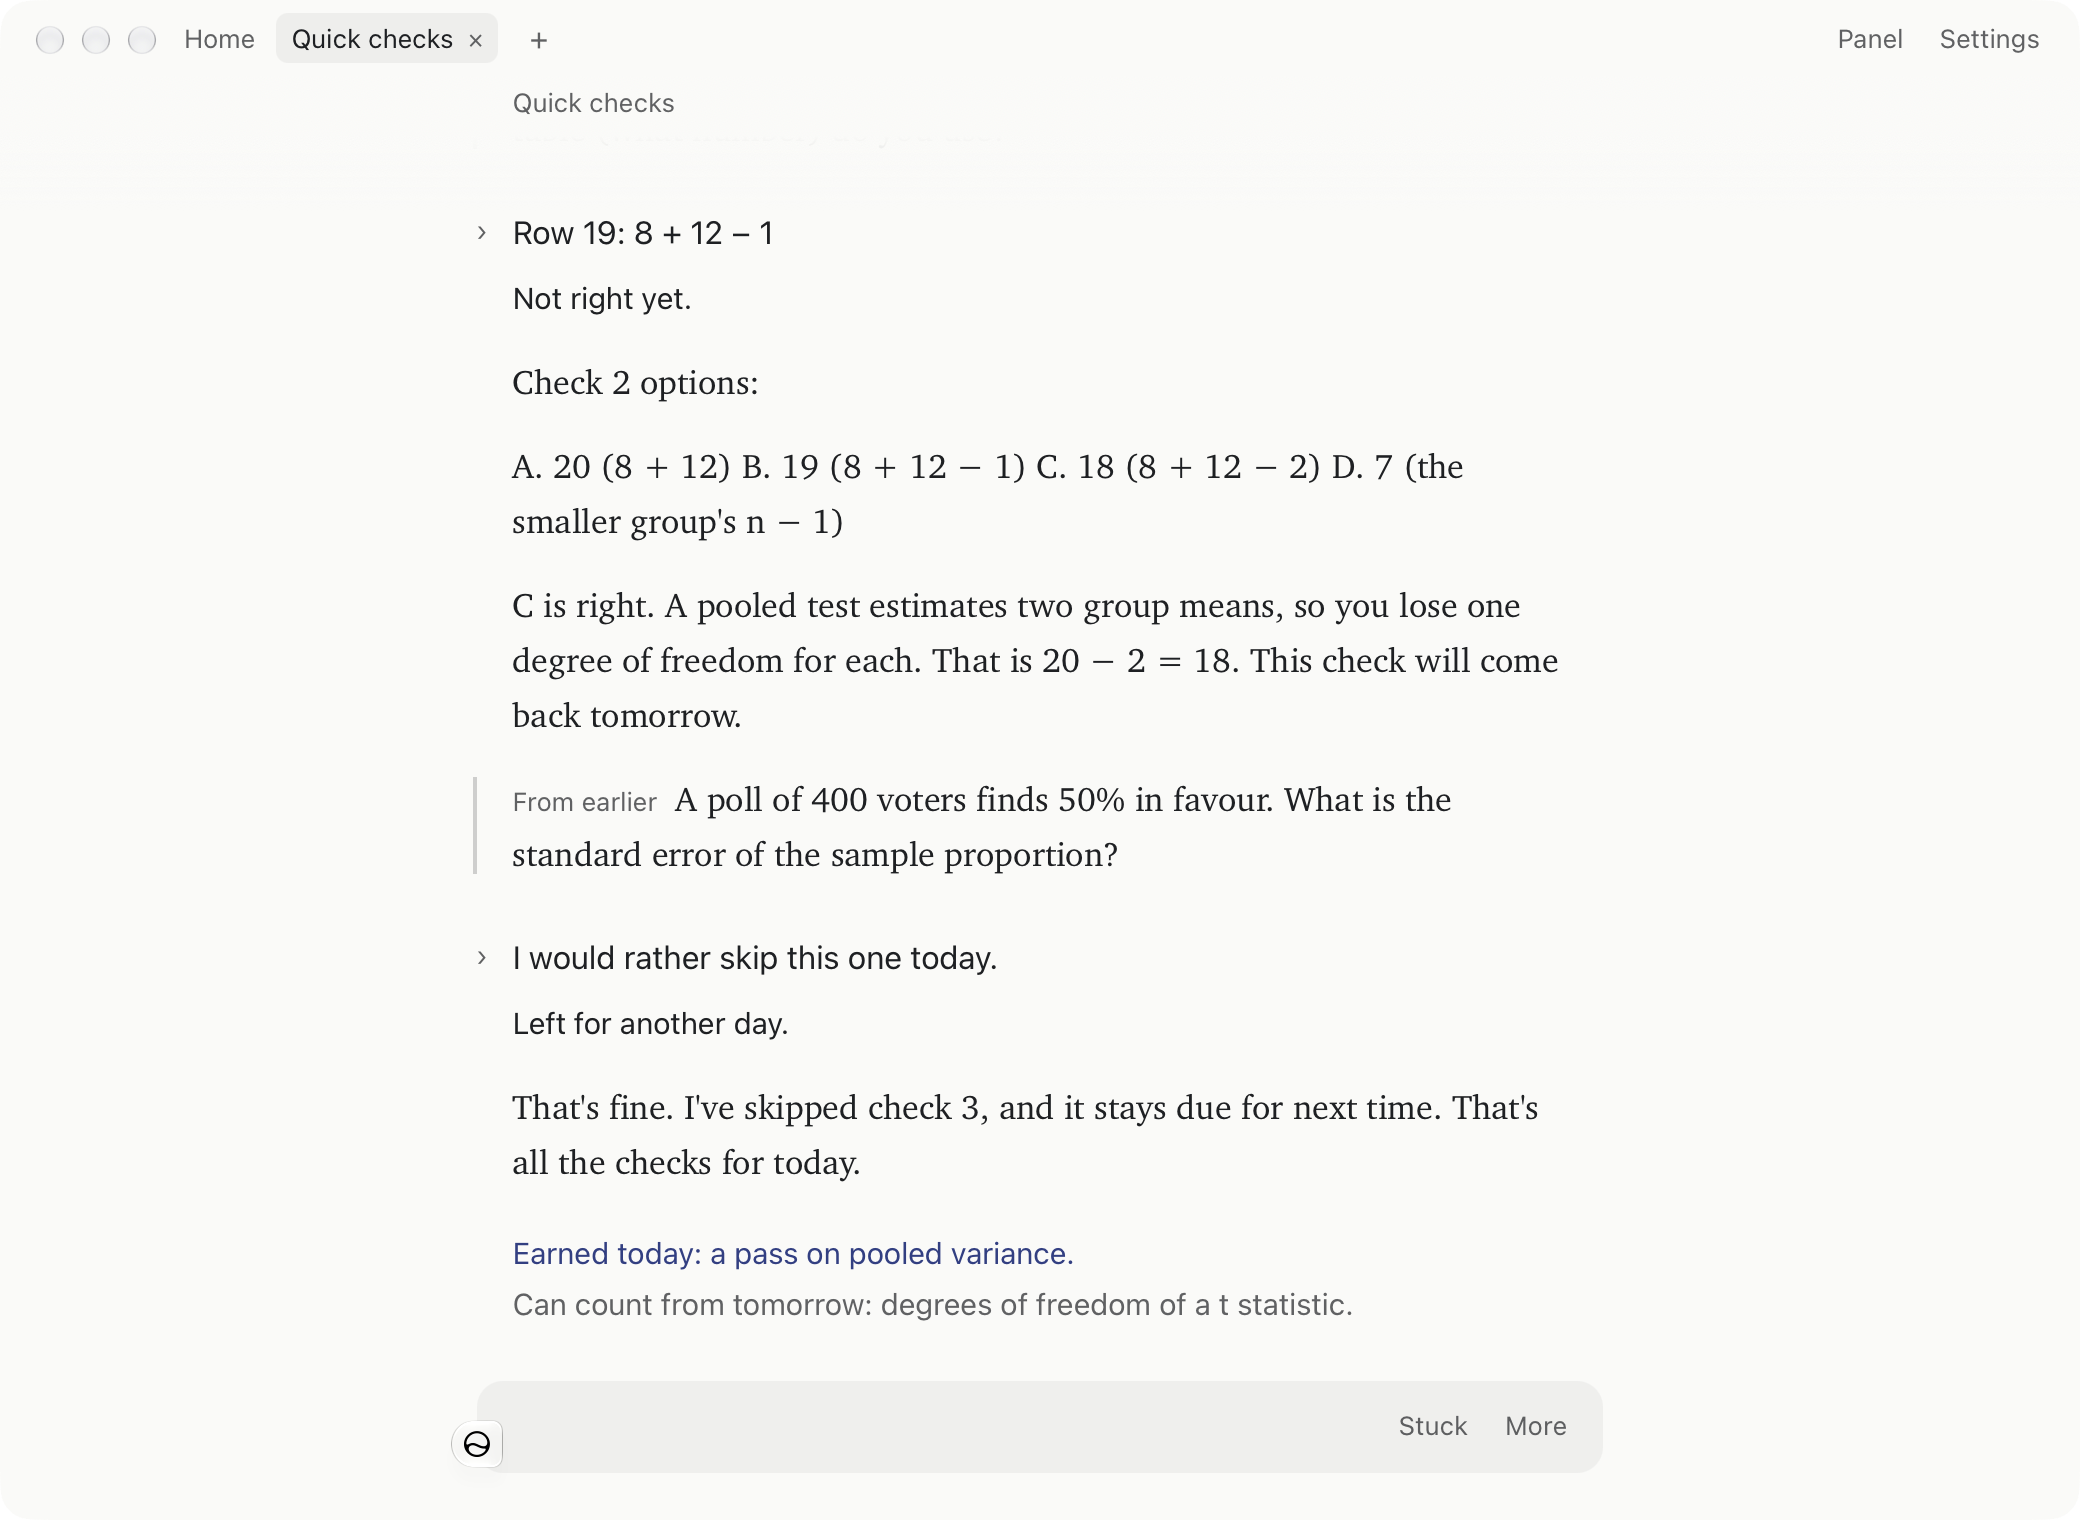 Home
Quick checks ×
+
Panel
Settings
Quick checks
› Row 19: 8 + 12 – 1
Not right yet.
Check 2 options:
A. 20 (8 + 12) B. 19 (8 + 12 − 1) C. 18 (8 + 12 − 2) D. 7 (the
smaller group's n − 1)
C is right. A pooled test estimates two group means, so you lose one
degree of freedom for each. That is 20 − 2 = 18. This check will come
back tomorrow.
From earlier A poll of 400 voters finds 50% in favour. What is the
standard error of the sample proportion?
› I would rather skip this one today.
Left for another day.
That's fine. I've skipped check 3, and it stays due for next time. That's
all the checks for today.
Earned today: a pass on pooled variance.
Can count from tomorrow: degrees of freedom of a t statistic.
Stuck
More